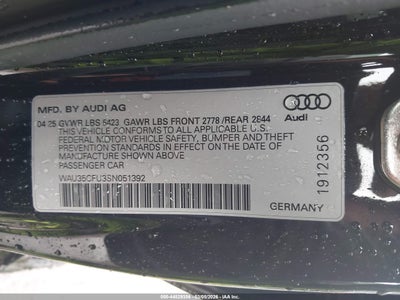 MFD. BY AUDI AG
Audi
04 25 GVWR LBS 5423 GAWR LBS FRONT 2778 /REAR 2844
THIS VEHICLE CONFORMS TO ALL APPLICABLE U.S.
FEDERAL MOTOR VEHICLE SAFETY, BUMPER AND THEFT
PREVENTION STANDARDS IN EFFECT ON THE DATE OF
MANUFACTURE SHOWN ABOVE.
PASSENGER CAR
WAU35CFU3SN051392
1912356
GERMANY